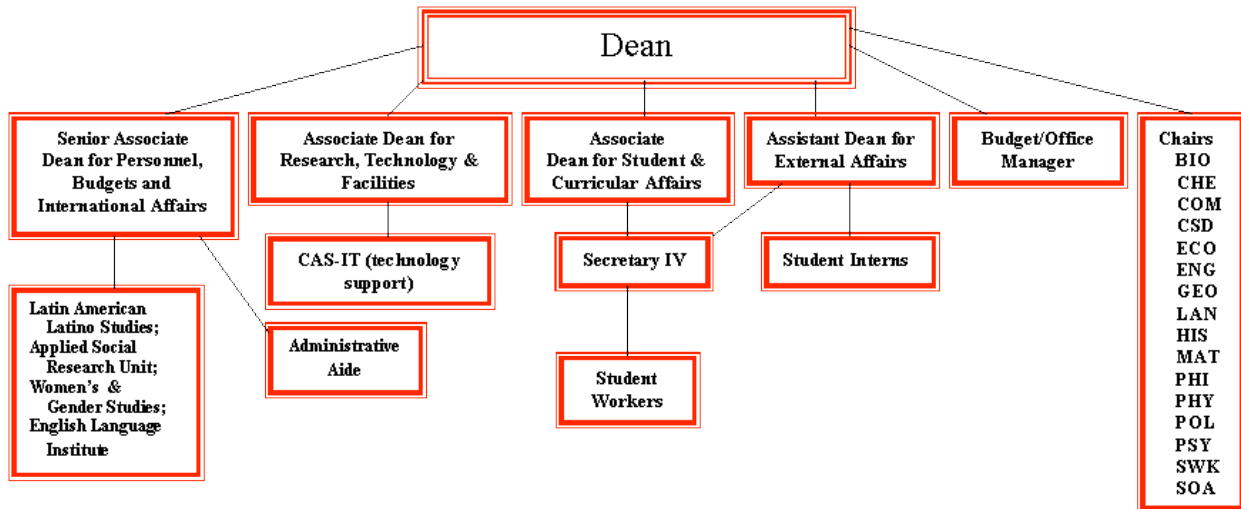 Dean
Senior Associate
Dean for Personnel,
Budgets and
International Affairs
Associate Dean for
Research, Technology &
Facilities
Associate
Dean for Student &
Curricular Affairs
Assistant Dean for
External Affairs
Budget/Office
Manager
Chairs
BIO
CHE
COM
CSD
ECO
ENG
GEO
LAN
HIS
MAT
PHI
PHY
POL
PSY
SWK
SOA
CAS-IT (technology
support)
Secretary IV
Student Interns
Latin American
Latino Studies;
Applied Social
Research Unit;
Women's &
Gender Studies;
English Language
Institute
Administrative
Aide
Student
Workers